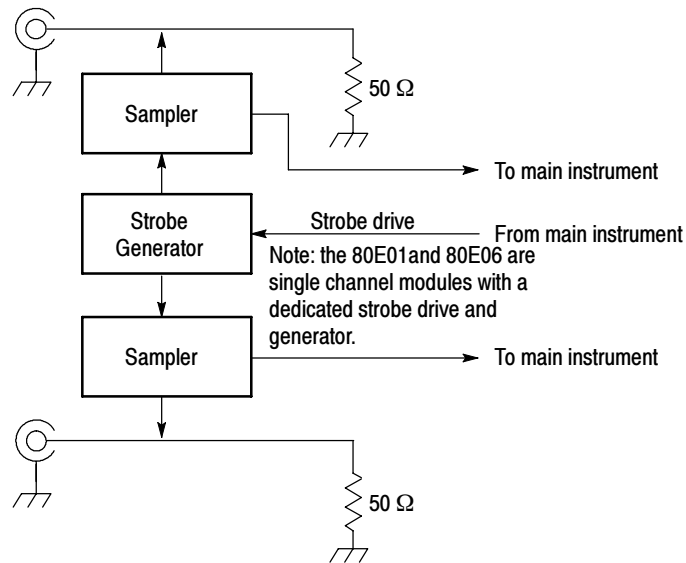 50 Ω
Sampler
To main instrument
Strobe
Generator
Strobe drive
From main instrument
Note: the 80E01and 80E06 are
single channel modules with a
dedicated strobe drive and
generator.
Sampler
To main instrument
50 Ω